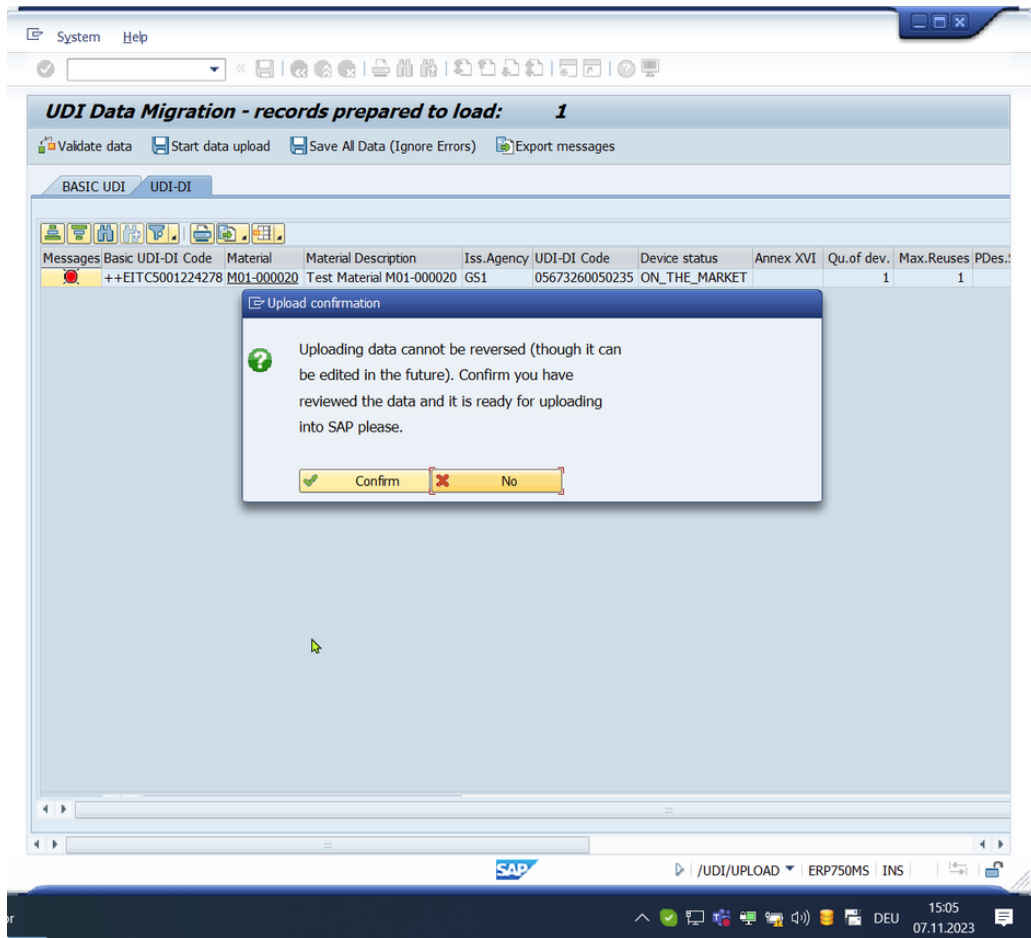 System Help
UDI Data Migration - records prepared to load: 1
Validate data Start data upload Save All Data (Ignore Errors) Export messages
BASIC UDI UDI-DI
Messages Basic UDI-DI Code Material Material Description Iss.Agency UDI-DI Code Device status Annex XVI Qu.of dev. Max.Reuses PDes.
++EITC5001224278 M01-000020 Test Material M01-000020 GS1 05673260050235 ON_THE_MARKET 1 1
Upload confirmation
Uploading data cannot be reversed (though it can
be edited in the future). Confirm you have
reviewed the data and it is ready for uploading
into SAP please.
Confirm No
SAP /UDI/UPLOAD ERP750MS INS
DEU 15:05
07.11.2023